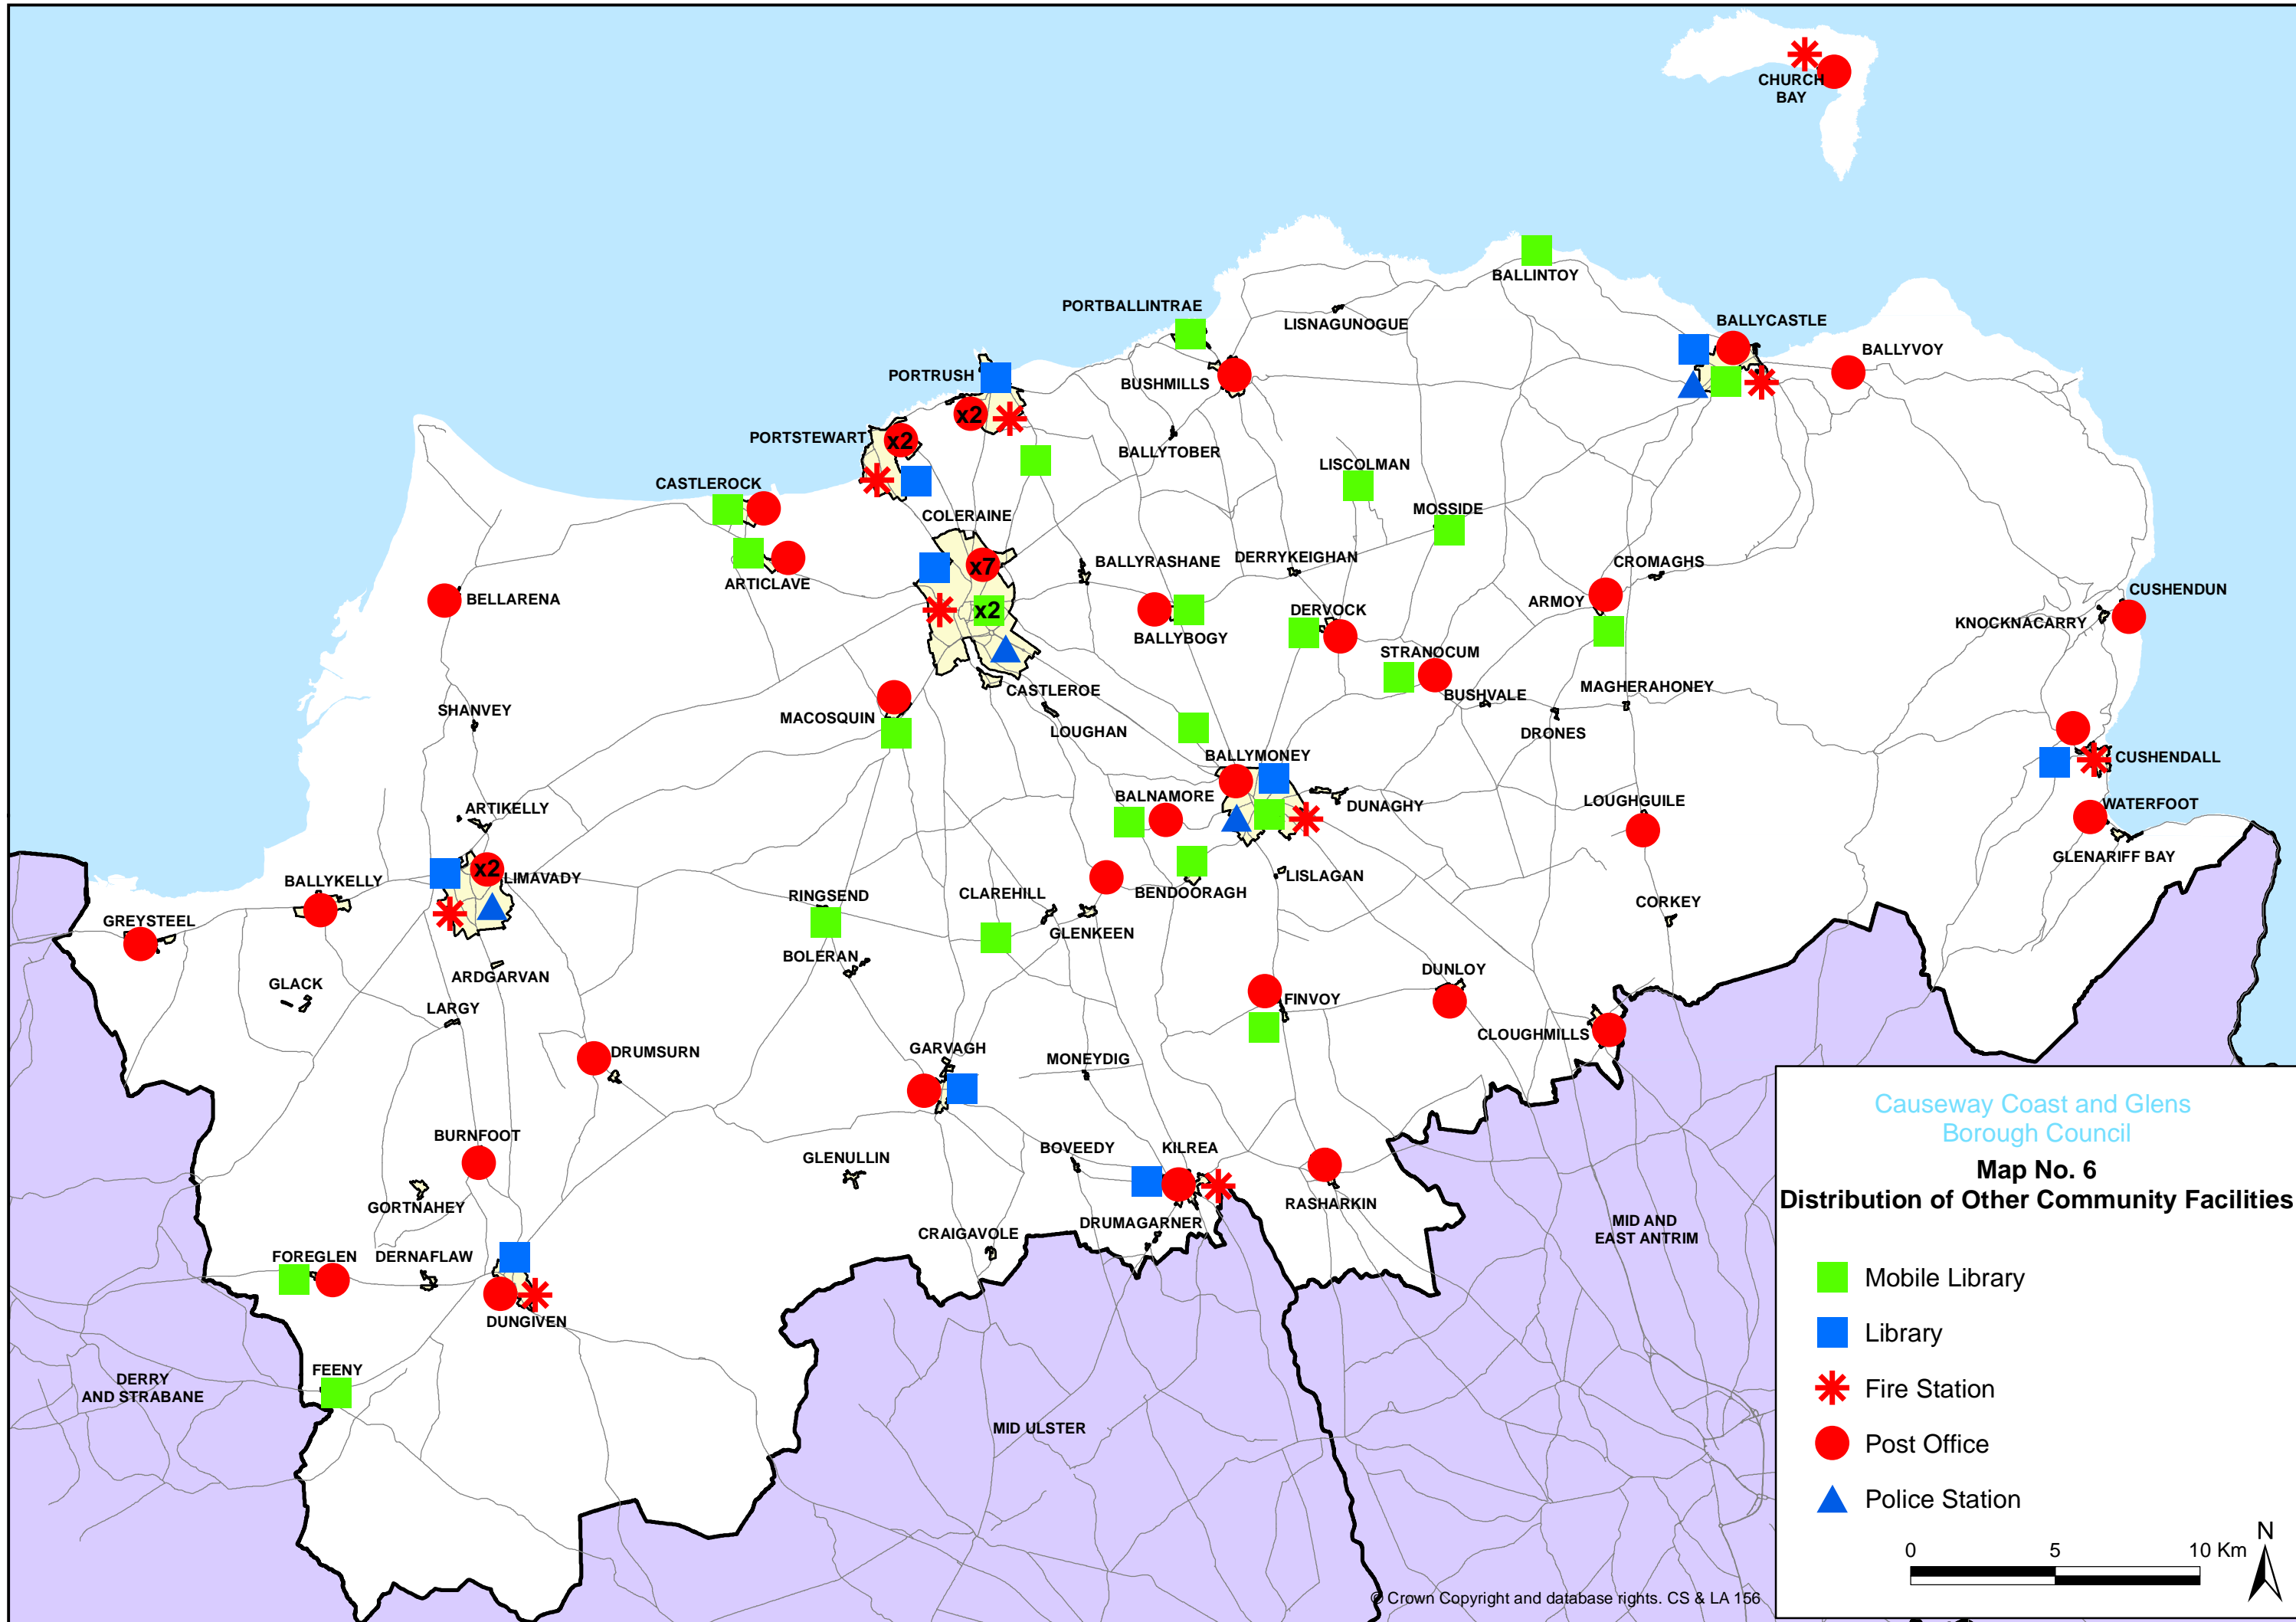 CHURCH
BAY
BALLINTOY
PORTBALLINTRAE
LISNAGUNOGUE
BALLYCASTLE
BALLYVOY
PORTRUSH
BUSHMILLS
x2
PORTSTEWART
x2
BALLYTOBER
LISCOLMAN
CASTLEROCK
MOSSIDE
COLERAINE
x7
BALLYRASHANE
DERRYKEIGHAN
CROMAGHS
ARTICLAVE
CUSHENDUN
BELLARENA
x2
DERVOCK
ARMOY
KNOCKNACARRY
BALLYBOGY
STRANOCUM
CASTLEROE
BUSHVALE
MAGHERAHONEY
SHANVEY
MACOSQUIN
LOUGHAN
DRONES
BALLYMONEY
CUSHENDALL
BALNAMORE
DUNAGHY
LOUGHGUILE
WATERFOOT
ARTIKELLY
GLENARIFF BAY
x2
LIMAVADY
BALLYKELLY
LISLAGAN
RINGSEND
CLAREHILL
BENDOORAGH
CORKEY
GREYSTEEL
GLENKEEN
BOLERAN
DUNLOY
ARDGARVAN
GLACK
FINVOY
LARGY
CLOUGHMILLS
DRUMSURN
GARVAGH
MONEYDIG
BURNFOOT
GLENULLIN
BOVEEDY
KILREA
GORTNAHEY
RASHARKIN
DRUMAGARNER
CRAIGAVOLE
FOREGLEN
DERNAFLAW
DUNGIVEN
FEENY
DERRY
AND STRABANE
MID ULSTER
MID AND
EAST ANTRIM
Causeway Coast and Glens
Borough Council
Map No. 6
Distribution of Other Community Facilities
Mobile Library
Library
Fire Station
Post Office
Police Station
0 5 10 Km
N
© Crown Copyright and database rights. CS & LA 156